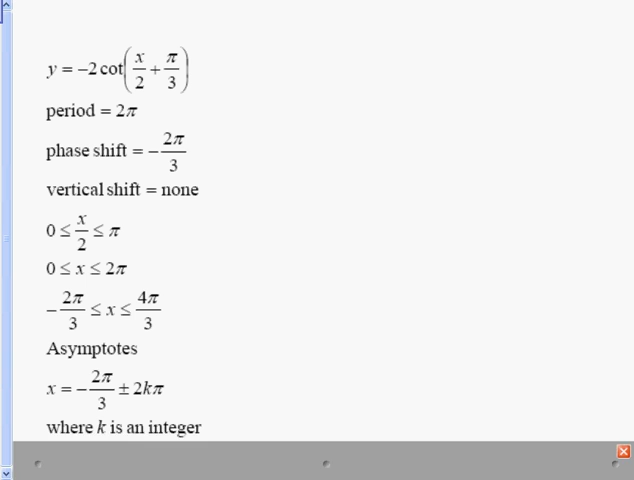 y = −2 cot(x/2 + π/3)
period = 2π
phase shift = −2π/3
vertical shift = none
0 ≤ x/2 ≤ π
0 ≤ x ≤ 2π
−2π/3 ≤ x ≤ 4π/3
Asymptotes
x = −2π/3 ± 2kπ
where k is an integer